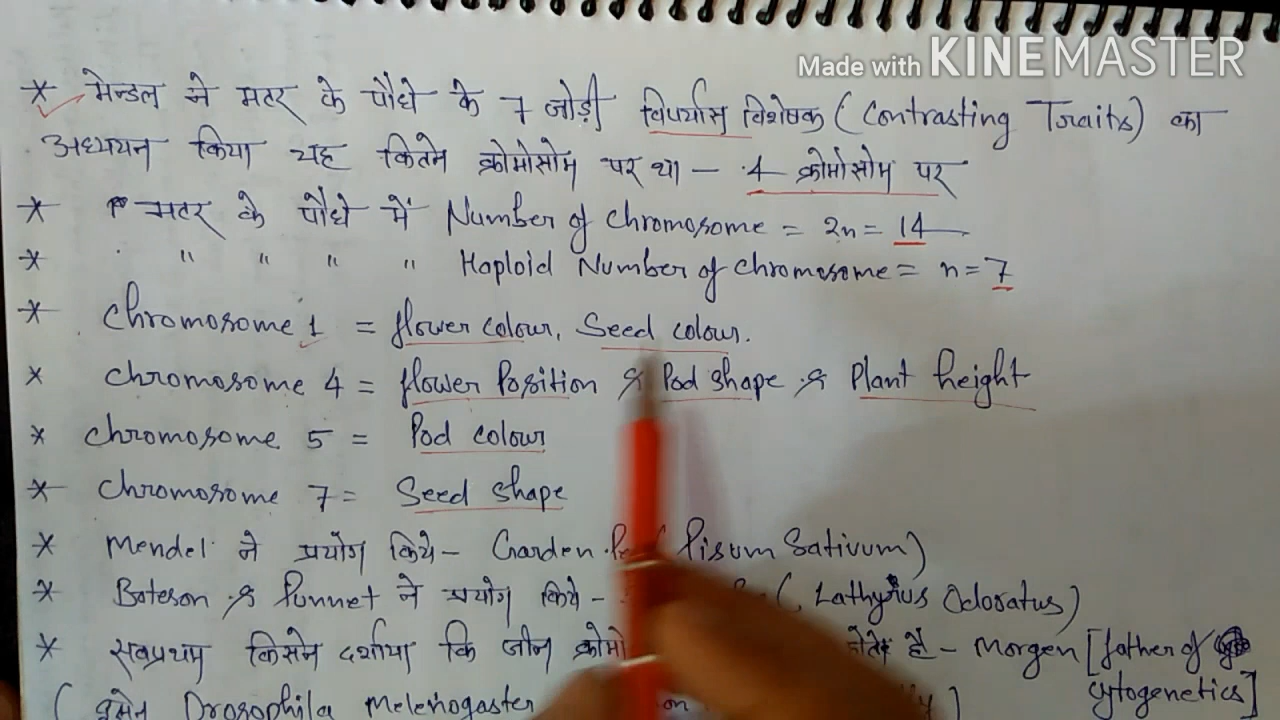 Made with KINEMASTER
* मेन्डल ने मटर के पौधे के 7 जोड़ी विपर्यास विशेषक (Contrasting Traits) का
अध्ययन किया यह कितने क्रोमोसोम पर था - 4 क्रोमोसोम पर
* मटर के पौधे में Number of Chromosome = 2n = 14
* " " " " Haploid Number of chromosome = n = 7
* Chromosome 1 = flower colour, Seed colour.
* Chromosome 4 = flower Position & Pod shape & Plant height
* Chromosome 5 = Pod colour
* Chromosome 7 = Seed shape
* Mendel ने प्रयोग किये - Garden (Pisum Sativum)
* Bateson & Punnet ने प्रयोग किये - (Lathyrus Odoratus)
* सर्वप्रथम किसने दर्शाया कि जीन होते है - Morgen [father of
( इसने Drosophila Melenogaster Cytogenetics]